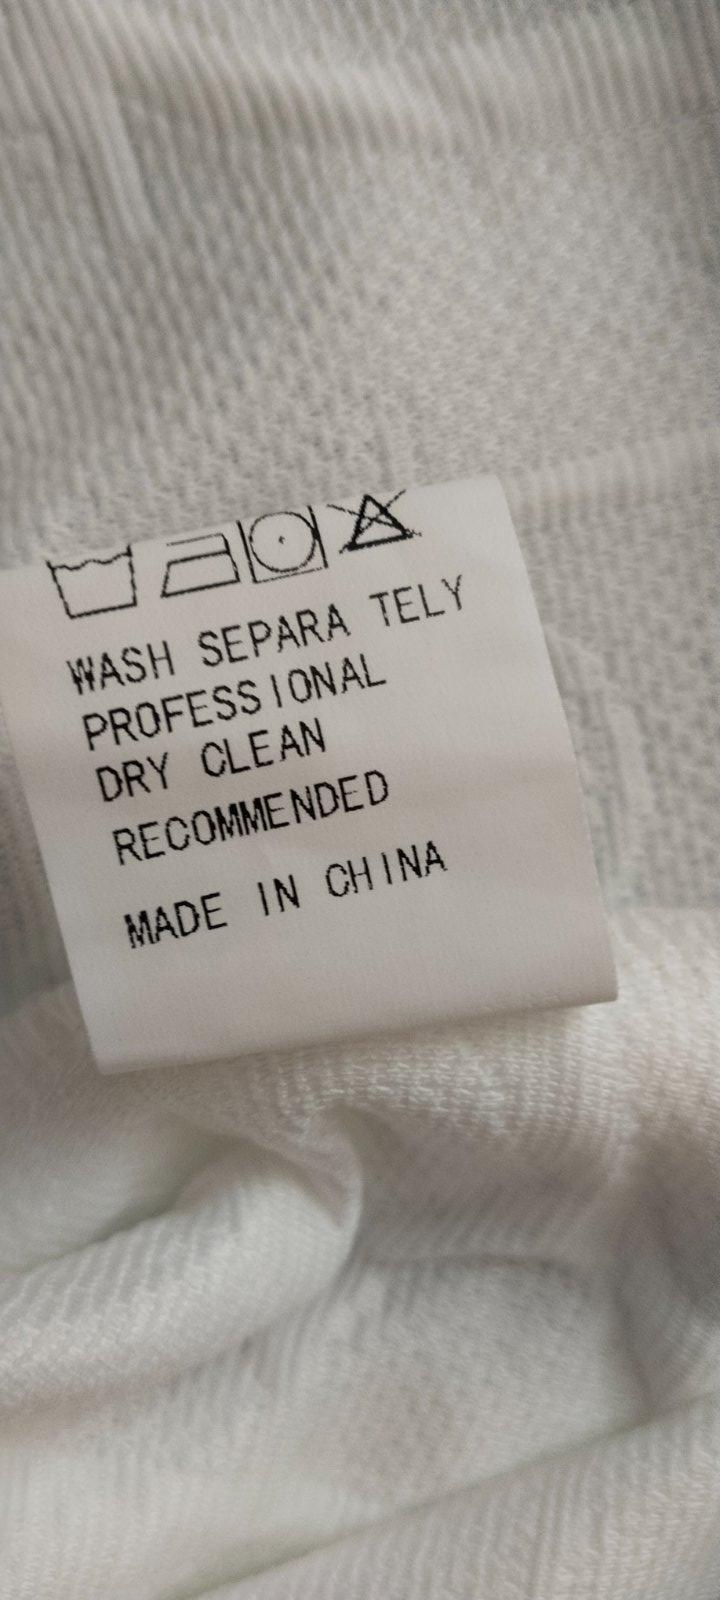 WASH SEPARA TELY
PROFESSIONAL
DRY CLEAN
RECOMMENDED
MADE IN CHINA